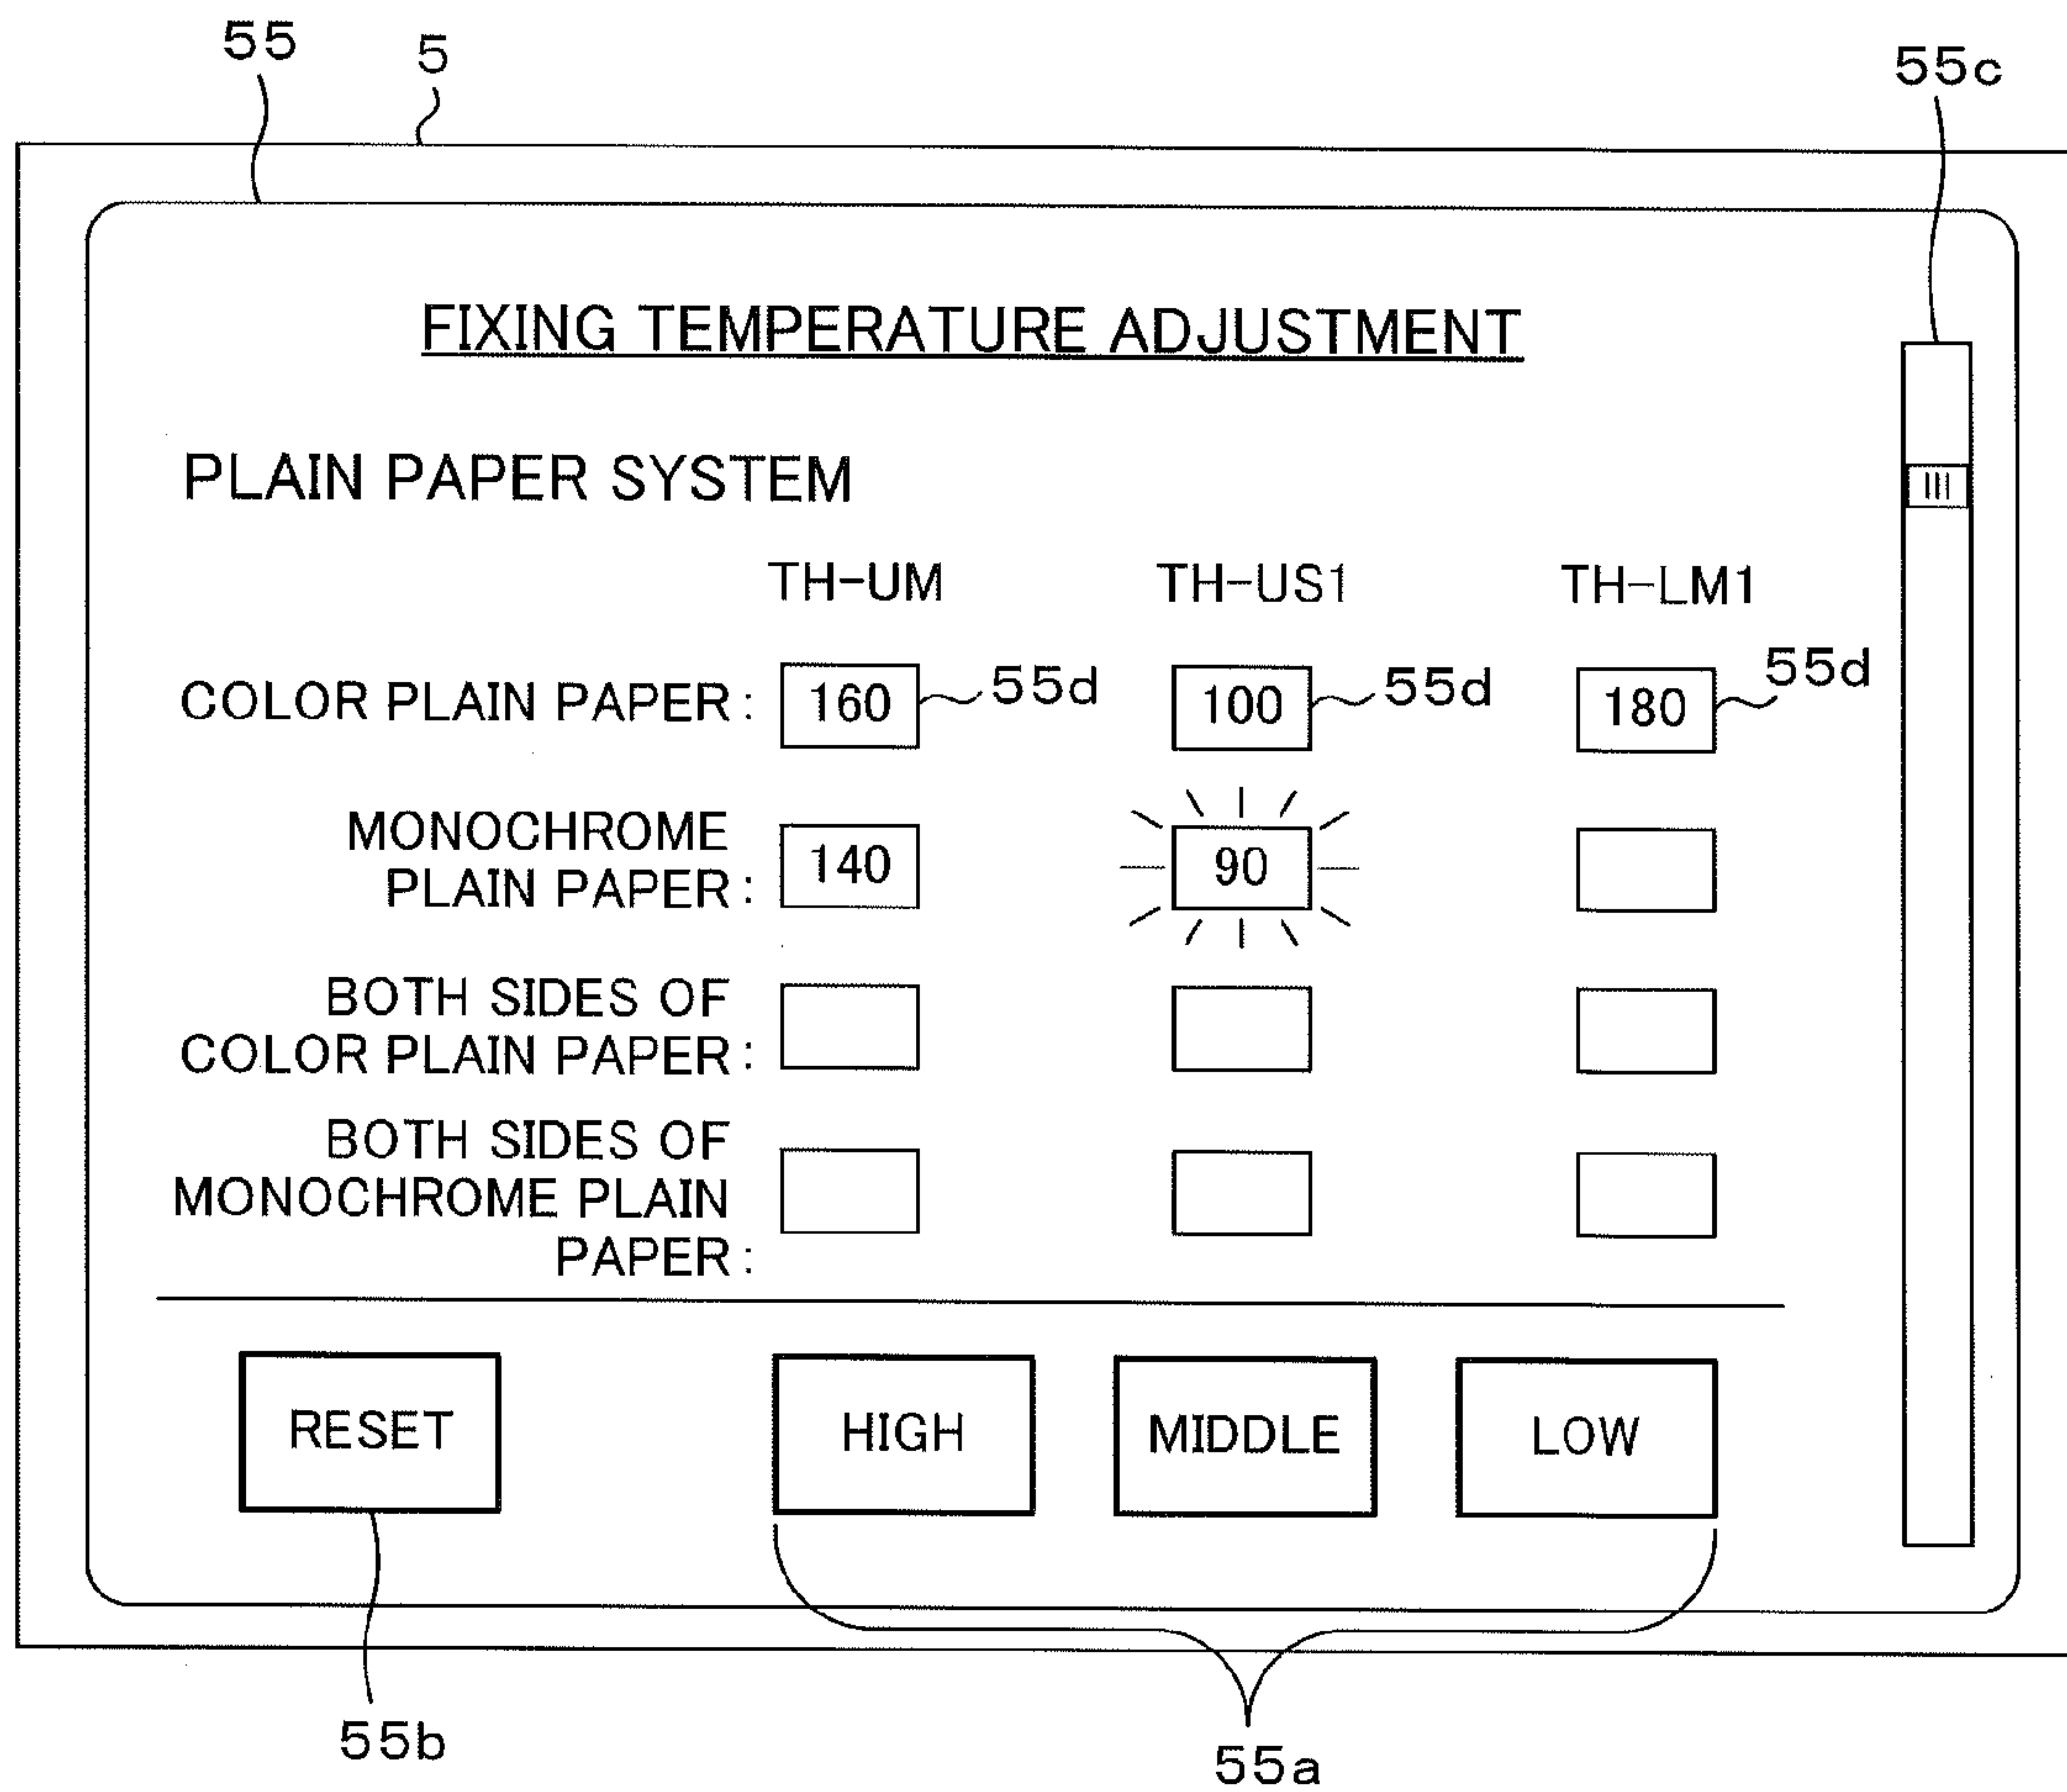 55 5 55c
FIXING TEMPERATURE ADJUSTMENT
PLAIN PAPER SYSTEM
TH-UM TH-US1 TH-LM1
COLOR PLAIN PAPER: 160 55d 100 55d 180 55d
MONOCHROME
PLAIN PAPER: 140 90
BOTH SIDES OF
COLOR PLAIN PAPER:
BOTH SIDES OF
MONOCHROME PLAIN
PAPER:
RESET HIGH MIDDLE LOW
55b 55a